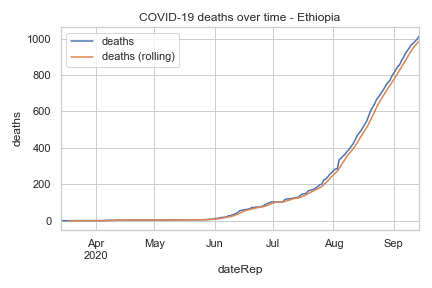 COVID-19 deaths over time - Ethiopia
deaths
deaths (rolling)
1000
800
600
400
200
0
deaths
Apr
2020
May
Jun
Jul
Aug
Sep
dateRep